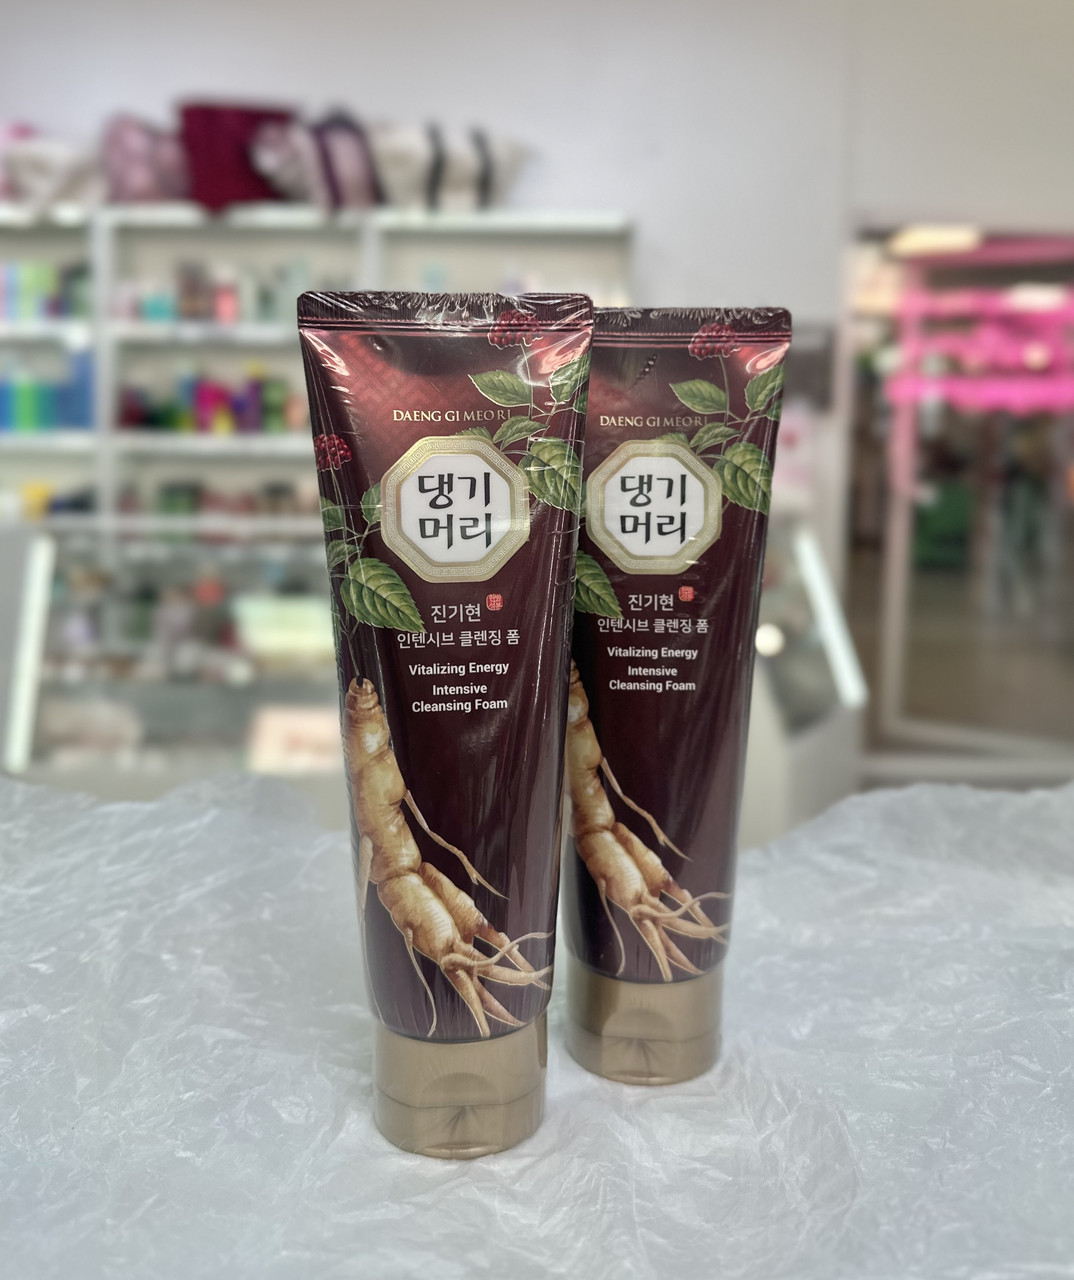 DAENG GI MEO RI
댕기
머리
진기현
인텐시브 클렌징 폼
Vitalizing Energy
Intensive
Cleansing Foam
DAENG GI MEO RI
댕기
머리
진기현
인텐시브 클렌징 폼
Vitalizing Energy
Intensive
Cleansing Foam